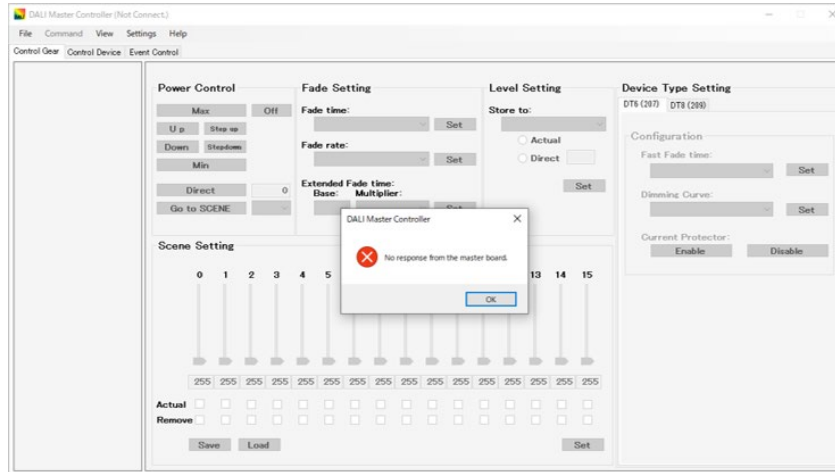 DALI Master Controller (Not Connect.)
File Command View Settings Help
Control Gear Control Device Event Control
Power Control
Max Off
Up Step up
Down Stepdown
Min
Direct 0
Go to SCENE
Fade Setting
Fade time:
Set
Fade rate:
Set
Extended Fade time:
Base: Multiplier:
Level Setting
Store to:
Actual
Direct
Set
Device Type Setting
DT6 (207) DT8 (209)
Configuration
Fast Fade time:
Set
Dimming Curve:
Set
Current Protector:
Enable Disable
DALI Master Controller
No response from the master board.
OK
Scene Setting
0 1 2 3 4 5 13 14 15
255 255 255 255 255 255 255 255 255 255 255 255 255 255 255 255
Actual
Remove
Save Load Set